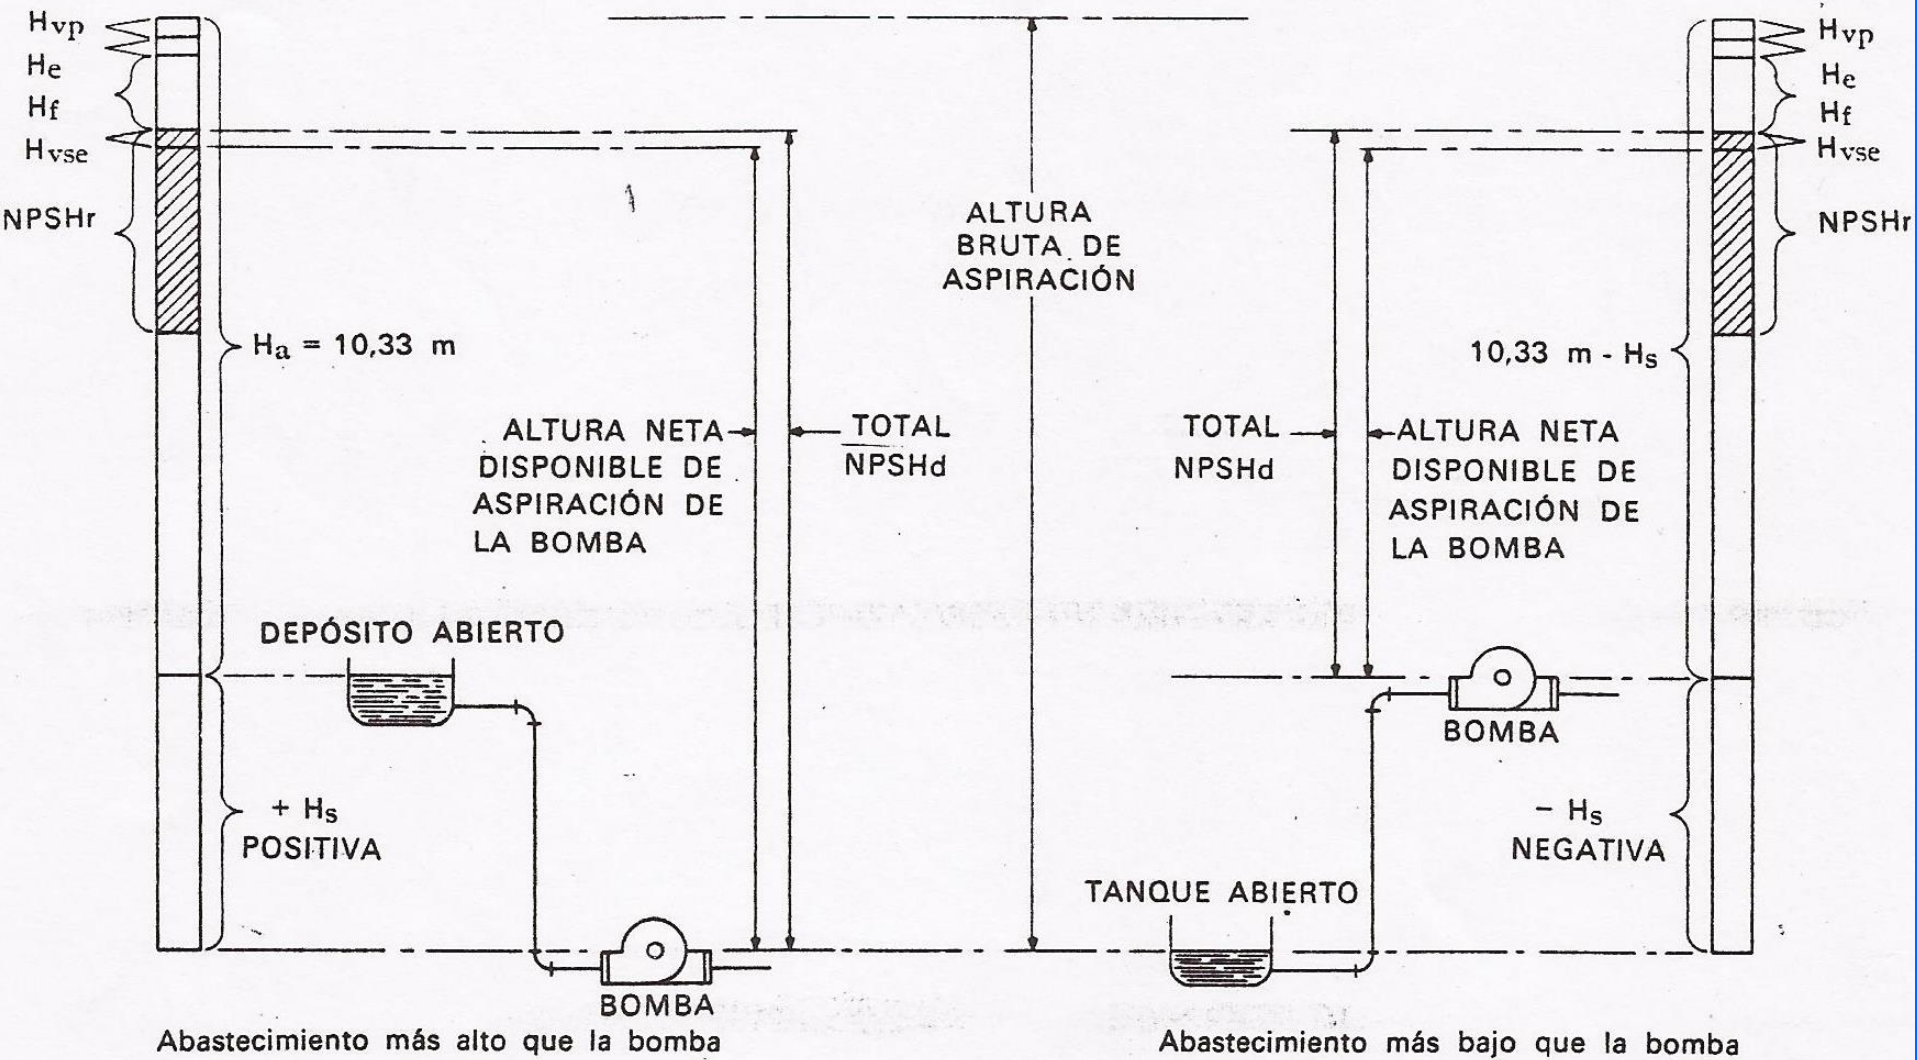 Hvp
He
Hf
Hvse
NPSHr
Ha = 10,33 m
ALTURA NETA
DISPONIBLE DE
ASPIRACIÓN DE
LA BOMBA
TOTAL
NPSHd
DEPÓSITO ABIERTO
+ Hs
POSITIVA
BOMBA
Abastecimiento más alto que la bomba
ALTURA
BRUTA DE
ASPIRACIÓN
Hvp
He
Hf
Hvse
NPSHr
10,33 m - Hs
TOTAL
NPSHd
ALTURA NETA
DISPONIBLE DE
ASPIRACIÓN DE
LA BOMBA
BOMBA
- Hs
NEGATIVA
TANQUE ABIERTO
Abastecimiento más bajo que la bomba